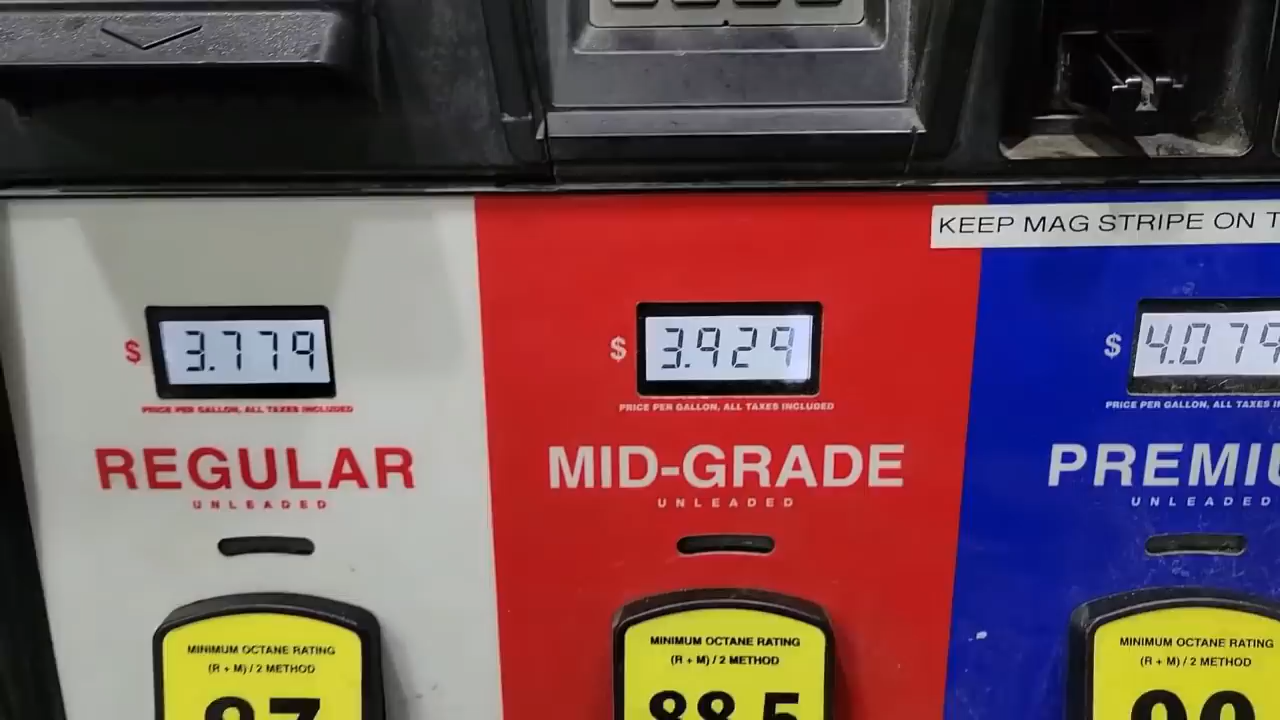 KEEP MAG STRIPE ON T
$ 3.779
$ 3.929
$ 4.079
PRICE PER GALLON, ALL TAXES INCLUDED
PRICE PER GALLON, ALL TAXES INCLUDED
PRICE PER GALLON, ALL TAXES I
REGULAR
UNLEADED
MID-GRADE
UNLEADED
PREMIU
UNLEADED
MINIMUM OCTANE RATING
(R + M) / 2 METHOD
87
MINIMUM OCTANE RATING
(R + M) / 2 METHOD
88.5
MINIMUM OCTANE RATING
(R + M) / 2 METHOD